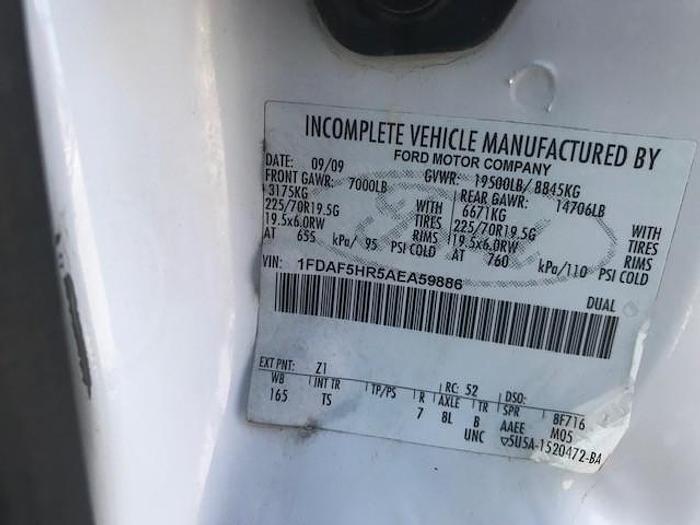 INCOMPLETE VEHICLE MANUFACTURED BY
FORD MOTOR COMPANY
DATE: 09/09 GVWR: 19500LB/ 8845KG
FRONT GAWR: 7000LB REAR GAWR: 14706LB
3175KG WITH 6671KG WITH
225/70R19.5G TIRES 225/70R19.5G TIRES
19.5x6.0RW RIMS 19.5x6.0RW RIMS
AT 655 kPa/ 95 PSI COLD AT 760 kPa/110 PSI COLD
VIN: 1FDAF5HR5AEA59886
DUAL
EXT PNT: Z1 RC: 52 DSO:
WB INT TR TP/PS R AXLE TR SPR 8F716
165 TS 7 8L B AAEE M05
UNC ▽5U5A-1520472-BA